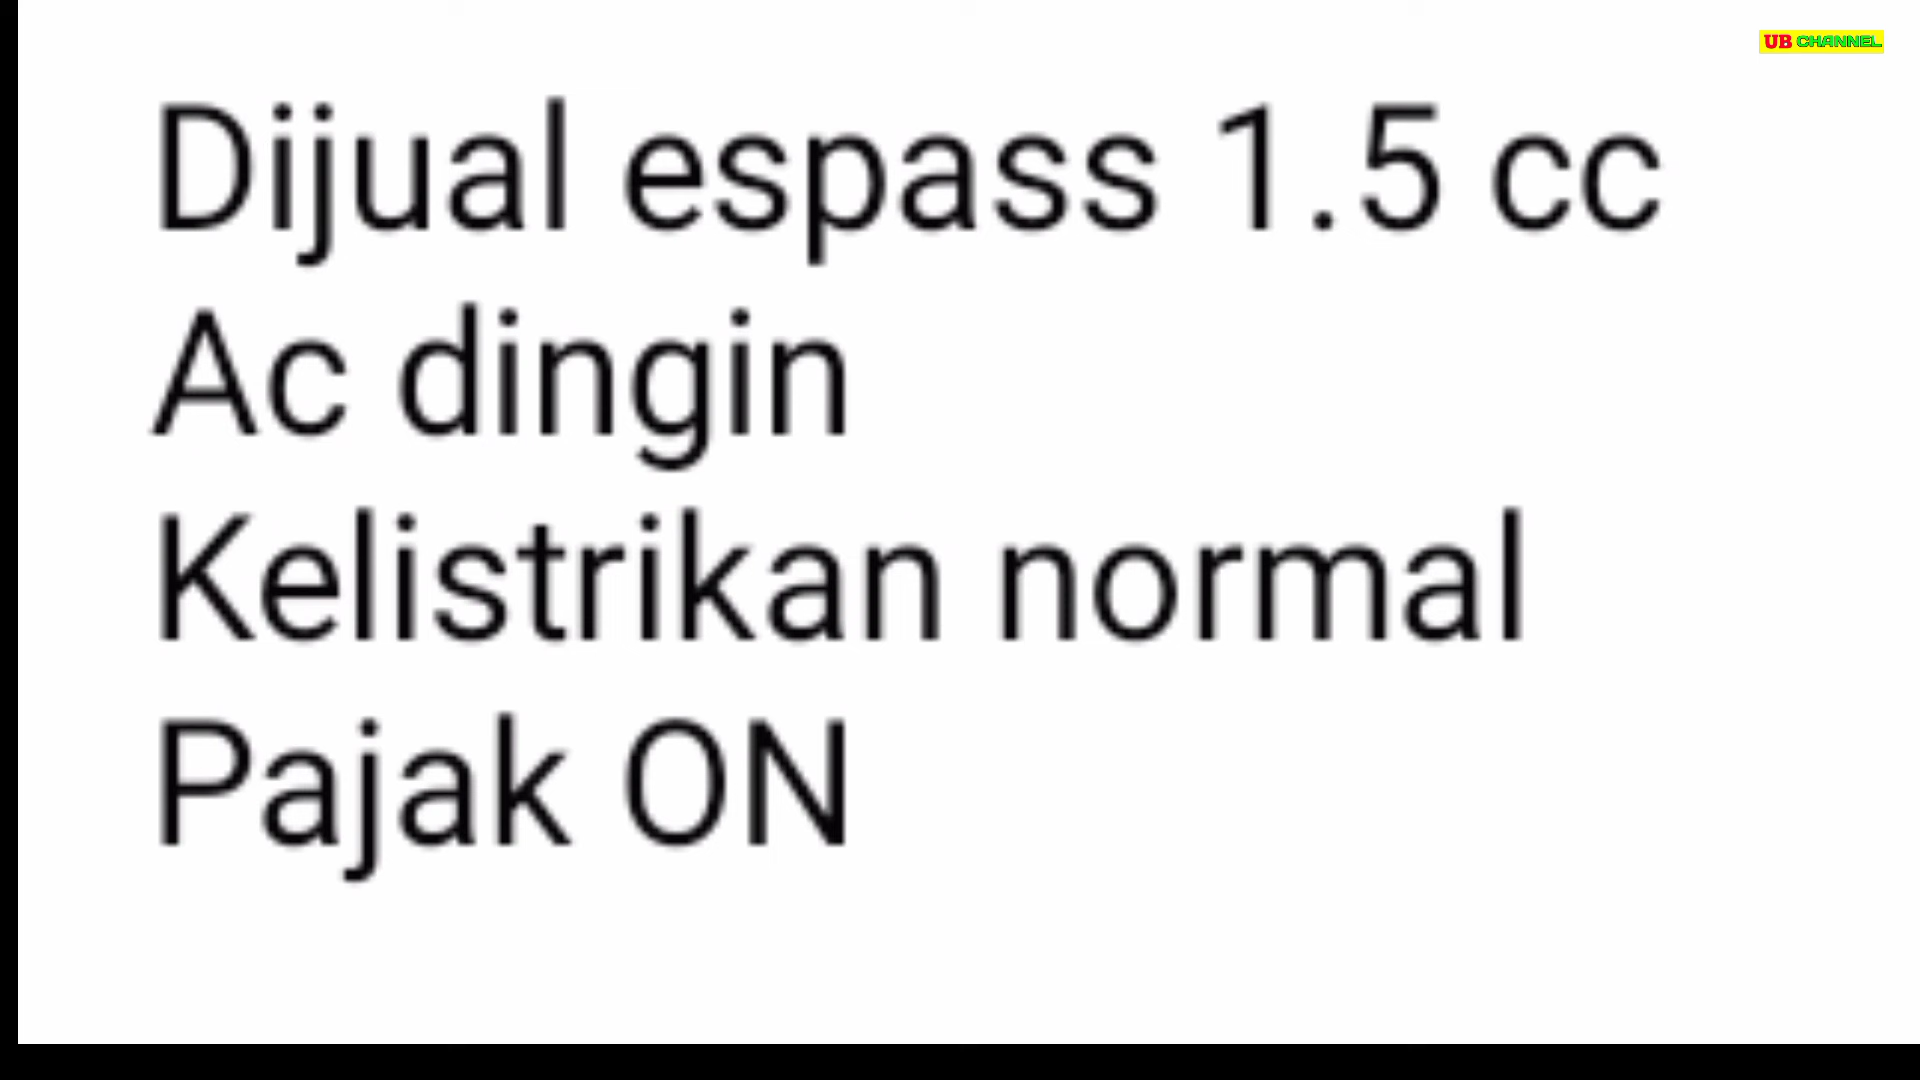 UB CHANNEL
Dijual espass 1.5 cc
Ac dingin
Kelistrikan normal
Pajak ON